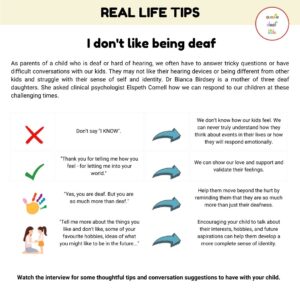 REAL LIFE TIPS
I don't like being deaf
As parents of a child who is deaf or hard of hearing, we often have to answer tricky questions or have
difficult conversations with our kids. They may not like their hearing devices or being different from other
kids and struggle with their sense of self and identity. Dr Bianca Birdsey is a mother of three deaf
daughters. She asked clinical psychologist Elspeth Cornell how we can respond to our children at these
challenging times.
Don't say "I KNOW".
We don't know our kids feel. We
can never truly understand how they
think about events in their lives or how
they will respond emotionally.
"Thank you for telling me how you
feel - for letting me into your
world."
We can show our love and support and
validate their feelings.
"Yes, you are deaf. But you are
so much more than deaf."
Help them move beyond the hurt by
reminding them that they are so much
more than just their deafness.
"Tell me more about the things you
like and don't like, some of your
favourite hobbies, ideas of what
you might like to be in the future..."
Encouraging your child to talk about
their interests, hobbies, and future
aspirations can help them develop a
more complete sense of identity.
Watch the interview for some thoughtful tips and conversation suggestions to have with your child.